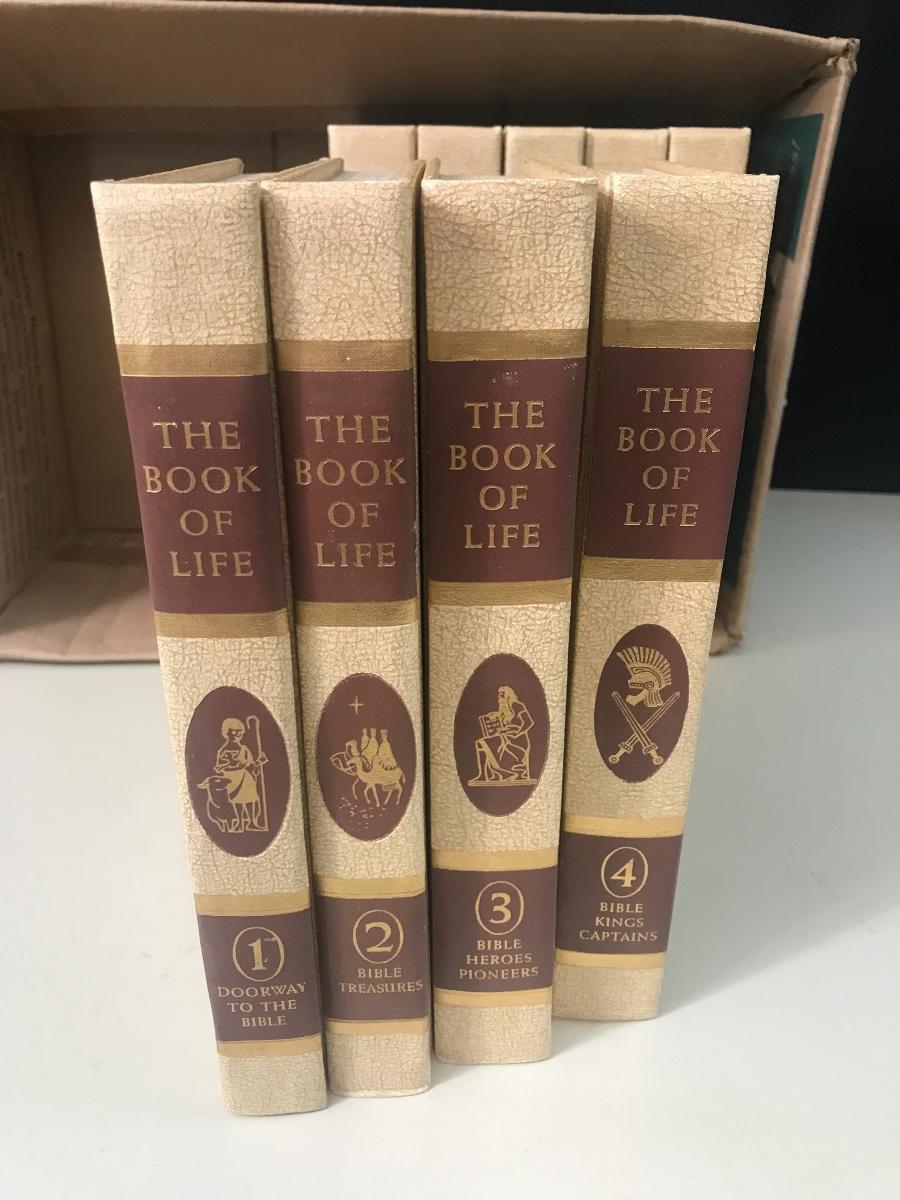 THE
BOOK
OF
LIFE
1
DOORWAY
TO THE
BIBLE
THE
BOOK
OF
LIFE
2
BIBLE
TREASURES
THE
BOOK
OF
LIFE
3
BIBLE
HEROES
PIONEERS
THE
BOOK
OF
LIFE
4
BIBLE
KINGS
CAPTAINS